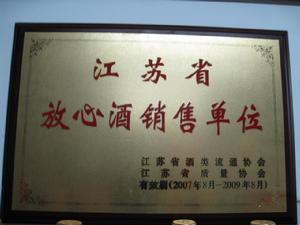 江苏省
放心酒销售单位
江苏省酒类流通协会
江苏省质量协会
有效期(2007年8月-2009年8月)